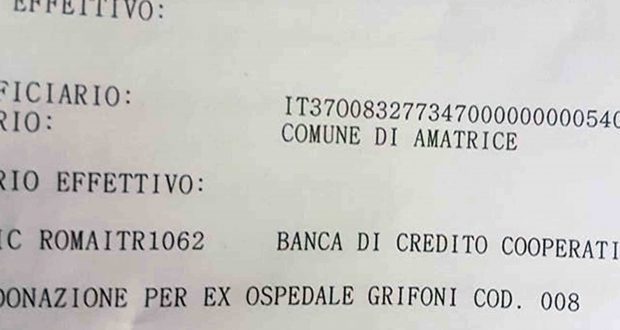 EFFETTIVO:
FICIARIO: IT37O0832773470000000000540
RIO: COMUNE DI AMATRICE
RIO EFFETTIVO:
IC ROMAITR1062 BANCA DI CREDITO COOPERATI
DONAZIONE PER EX OSPEDALE GRIFONI COD. 008